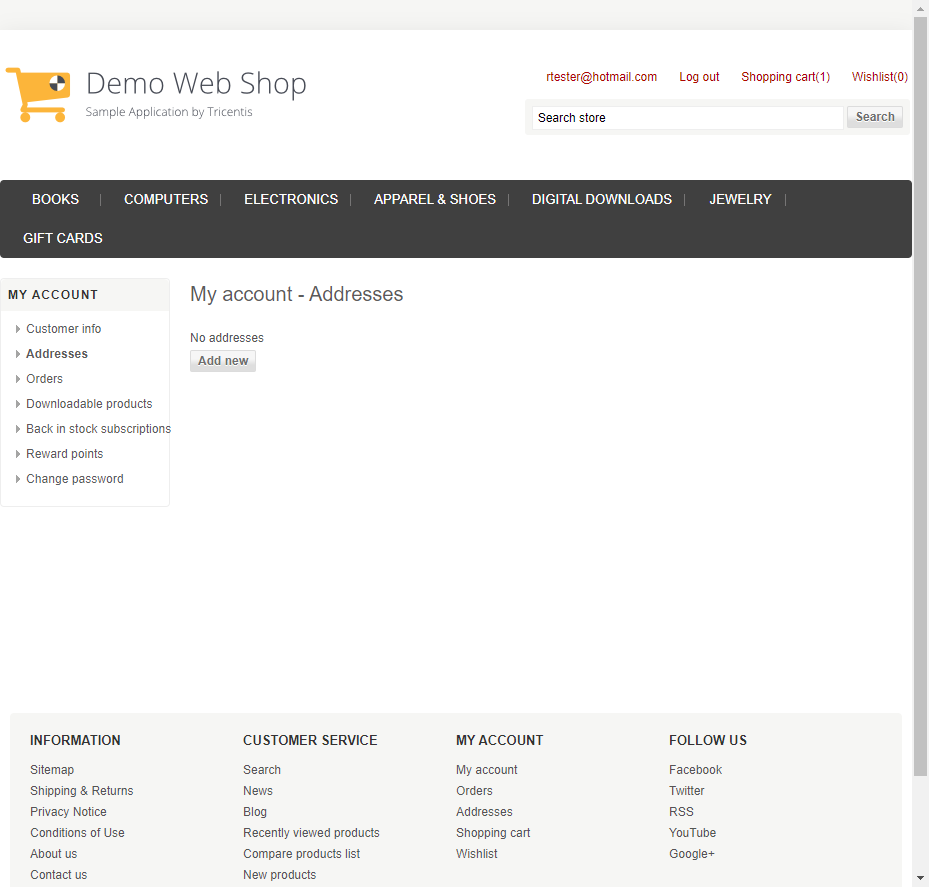 Demo Web Shop
Sample Application by Tricentis
rtester@hotmail.com Log out Shopping cart(1) Wishlist(0)
Search store Search
BOOKS | COMPUTERS | ELECTRONICS | APPAREL & SHOES | DIGITAL DOWNLOADS | JEWELRY |
GIFT CARDS
MY ACCOUNT
Customer info
Addresses
Orders
Downloadable products
Back in stock subscriptions
Reward points
Change password
My account - Addresses
No addresses
Add new
INFORMATION
Sitemap
Shipping & Returns
Privacy Notice
Conditions of Use
About us
Contact us
CUSTOMER SERVICE
Search
News
Blog
Recently viewed products
Compare products list
New products
MY ACCOUNT
My account
Orders
Addresses
Shopping cart
Wishlist
FOLLOW US
Facebook
Twitter
RSS
YouTube
Google+